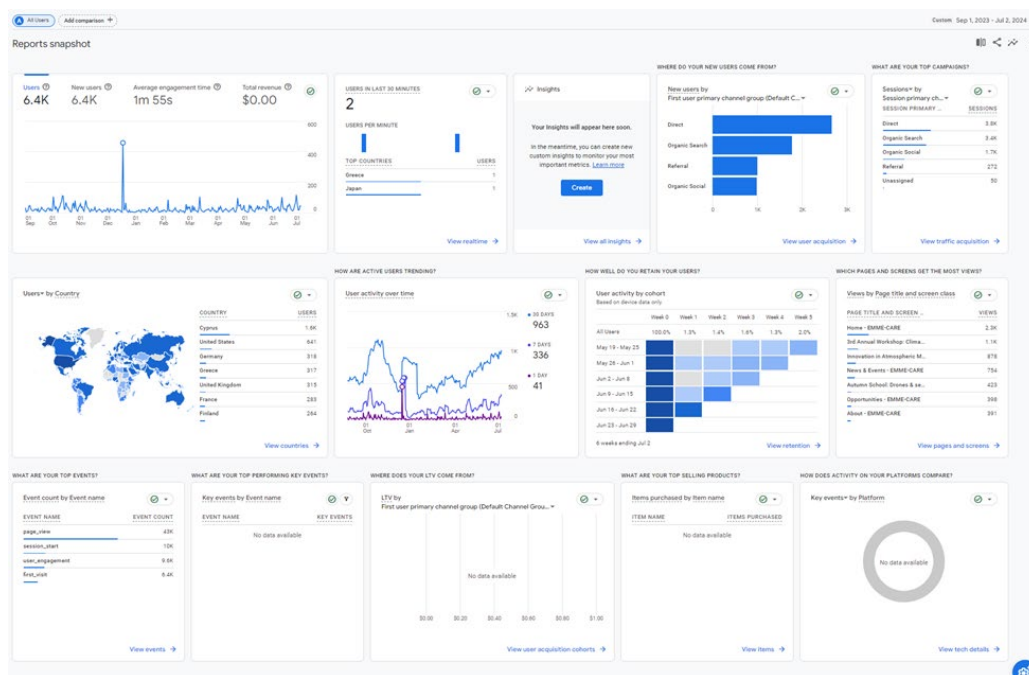 A All Users
Add comparison +
Custom Sep 1, 2023 - Jul 2, 2024
Reports snapshot
Users
6.4K
New users
6.4K
Average engagement time
1m 55s
Total revenue
$0.00
600
400
200
0
01 Sep
01 Oct
01 Nov
01 Dec
01 Jan
01 Feb
01 Mar
01 Apr
01 May
01 Jun
01 Jul
USERS IN LAST 30 MINUTES
2
USERS PER MINUTE
TOP COUNTRIES USERS
Greece 1
Japan 1
View realtime
Insights
Your Insights will appear here soon.
In the meantime, you can create new
custom insights to monitor your most
important metrics. Learn more
Create
View all insights
WHERE DO YOUR NEW USERS COME FROM?
New users by
First user primary channel group (Default C...
Direct
Organic Search
Referral
Organic Social
0 1K 2K 3K
View user acquisition
WHAT ARE YOUR TOP CAMPAIGNS?
Sessions by
Session primary ch...
SESSION PRIMARY ... SESSIONS
Direct 3.8K
Organic Search 3.4K
Organic Social 1.7K
Referral 272
Unassigned 50
View traffic acquisition
Users by Country
COUNTRY USERS
Cyprus 1.6K
United States 641
Germany 318
Greece 317
United Kingdom 315
France 283
Finland 264
View countries
HOW ARE ACTIVE USERS TRENDING?
User activity over time
1.5K
1K
500
0
01 Oct
01 Jan
01 Apr
01 Jul
30 DAYS
963
7 DAYS
336
1 DAY
41
HOW WELL DO YOU RETAIN YOUR USERS?
User activity by cohort
Based on device data only
Week 0 Week 1 Week 2 Week 3 Week 4 Week 5
All Users 100.0% 1.3% 1.4% 1.6% 1.3% 2.0%
May 19 - May 25
May 26 - Jun 1
Jun 2 - Jun 8
Jun 9 - Jun 15
Jun 16 - Jun 22
Jun 23 - Jun 29
6 weeks ending Jul 2
View retention
WHICH PAGES AND SCREENS GET THE MOST VIEWS?
Views by Page title and screen class
PAGE TITLE AND SCREEN ... VIEWS
Home - EMME-CARE 2.3K
3rd Annual Workshop: Clima... 1.1K
Innovation in Atmospheric M... 878
News & Events - EMME-CARE 754
Autumn School: Drones & se... 423
Opportunities - EMME-CARE 398
About - EMME-CARE 391
View pages and screens
WHAT ARE YOUR TOP EVENTS?
Event count by Event name
EVENT NAME EVENT COUNT
page_view 43K
session_start 10K
user_engagement 9.6K
first_visit 6.4K
View events
WHAT ARE YOUR TOP PERFORMING KEY EVENTS?
Key events by Event name
EVENT NAME KEY EVENTS
No data available
WHERE DOES YOUR LTV COME FROM?
LTV by
First user primary channel group (Default Channel Grou...
No data available
$0.00 $0.20 $0.40 $0.60 $0.80 $1.00
View user acquisition cohorts
WHAT ARE YOUR TOP SELLING PRODUCTS?
Items purchased by Item name
ITEM NAME ITEMS PURCHASED
No data available
View items
HOW DOES ACTIVITY ON YOUR PLATFORMS COMPARE?
Key events by Platform
No data available
View tech details